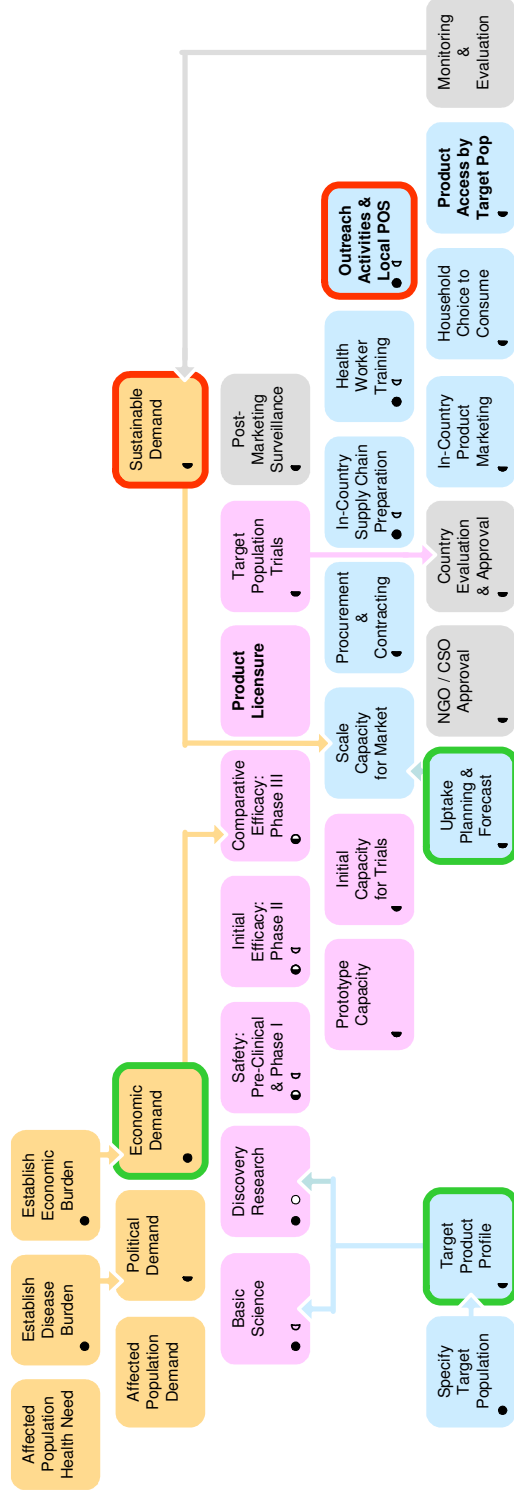 Affected
Population
Health Need
Establish
Disease
Burden
Establish
Economic
Burden
Affected
Population
Demand
Political
Demand
Economic
Demand
Sustainable
Demand
Basic
Science
Discovery
Research
Safety:
Pre-Clinical
& Phase I
Initial
Efficacy:
Phase II
Comparative
Efficacy:
Phase III
Product
Licensure
Target
Population
Trials
Post-
Marketing
Surveillance
Prototype
Capacity
Initial
Capacity
for Trials
Scale
Capacity
for Market
Procurement
&
Contracting
In-Country
Supply Chain
Preparation
Health
Worker
Training
Outreach
Activities &
Local POS
Specify
Target
Population
Target
Product
Profile
Uptake
Planning &
Forecast
NGO / CSO
Approval
Country
Evaluation
& Approval
In-Country
Product
Marketing
Household
Choice to
Consume
Product
Access by
Target Pop
Monitoring
&
Evaluation